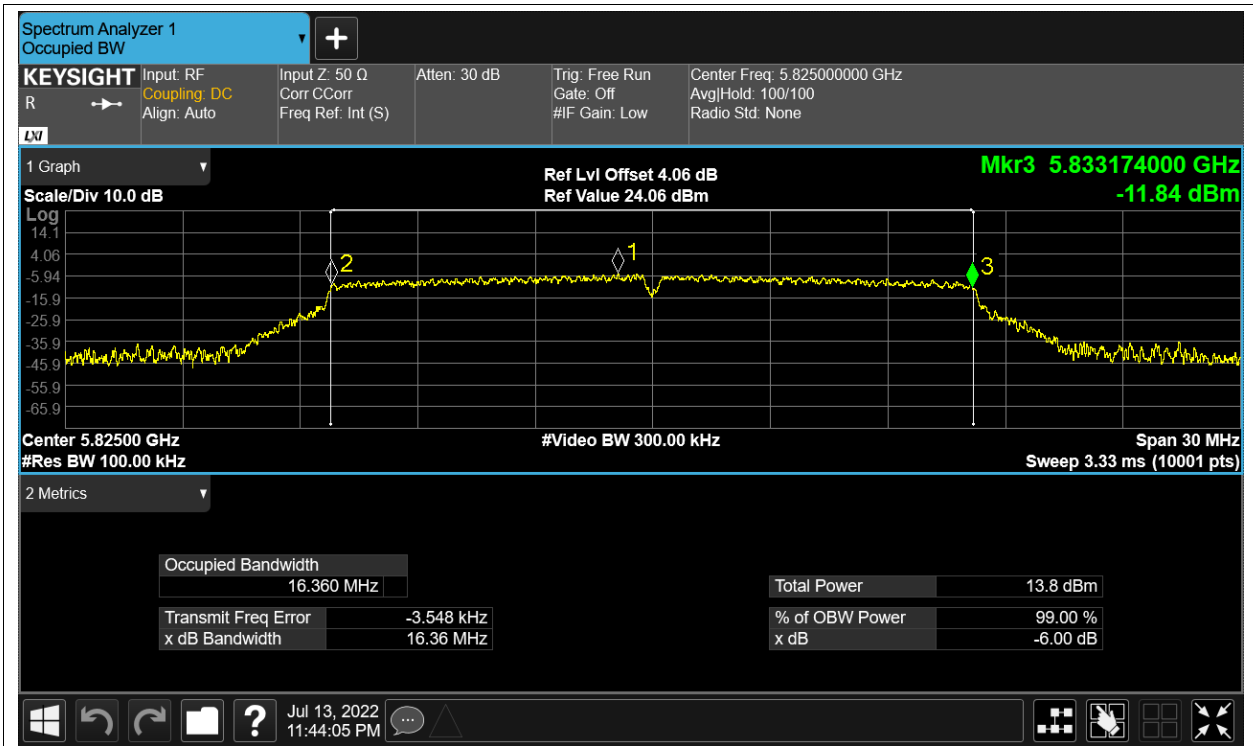 Spectrum Analyzer 1
Occupied BW
+
KEYSIGHT
R
LXI
Input: RF
Coupling: DC
Align: Auto
Input Z: 50 Ω
Corr CCorr
Freq Ref: Int (S)
Atten: 30 dB
Trig: Free Run
Gate: Off
#IF Gain: Low
Center Freq: 5.825000000 GHz
Avg|Hold: 100/100
Radio Std: None
1 Graph
Scale/Div 10.0 dB
Ref Lvl Offset 4.06 dB
Ref Value 24.06 dBm
Mkr3 5.833174000 GHz
-11.84 dBm
Log
14.1
4.06
-5.94
-15.9
-25.9
-35.9
-45.9
-55.9
-65.9
2
1
3
Center 5.82500 GHz
#Res BW 100.00 kHz
#Video BW 300.00 kHz
Span 30 MHz
Sweep 3.33 ms (10001 pts)
2 Metrics
Occupied Bandwidth
16.360 MHz
Transmit Freq Error -3.548 kHz
x dB Bandwidth 16.36 MHz
Total Power 13.8 dBm
% of OBW Power 99.00 %
x dB -6.00 dB
?
Jul 13, 2022
11:44:05 PM